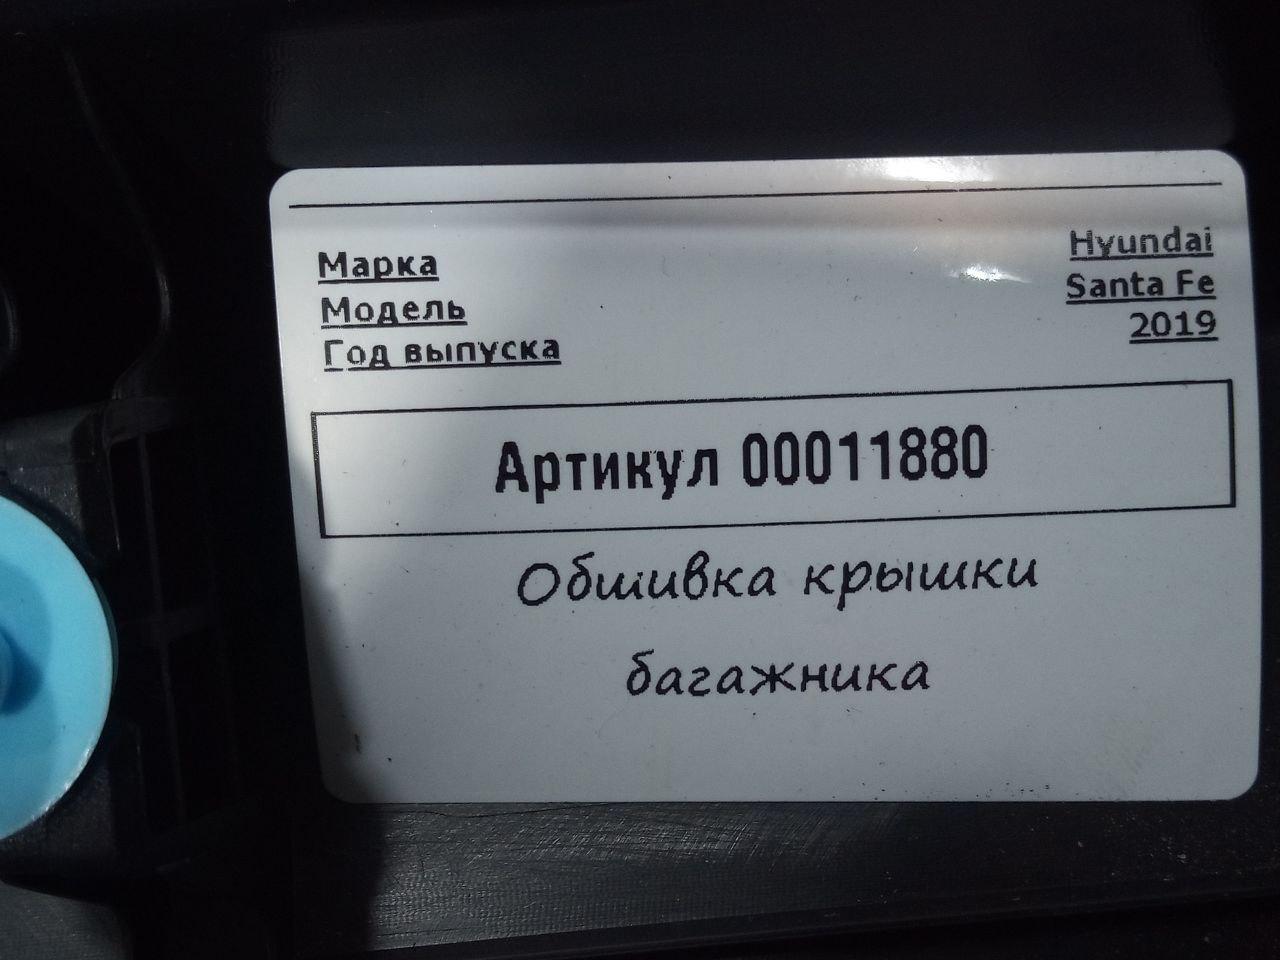 Марка Hyundai
Модель Santa Fe
Год выпуска 2019
Артикул 00011880
Обшивка крышки
багажника